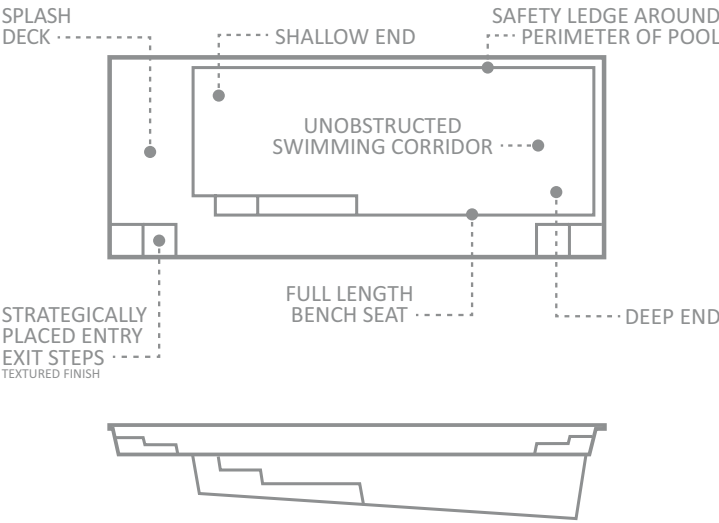 SPLASH
DECK
SHALLOW END
SAFETY LEDGE AROUND
PERIMETER OF POOL
UNOBSTRUCTED
SWIMMING CORRIDOR
STRATEGICALLY
PLACED ENTRY
EXIT STEPS
TEXTURED FINISH
FULL LENGTH
BENCH SEAT
DEEP END